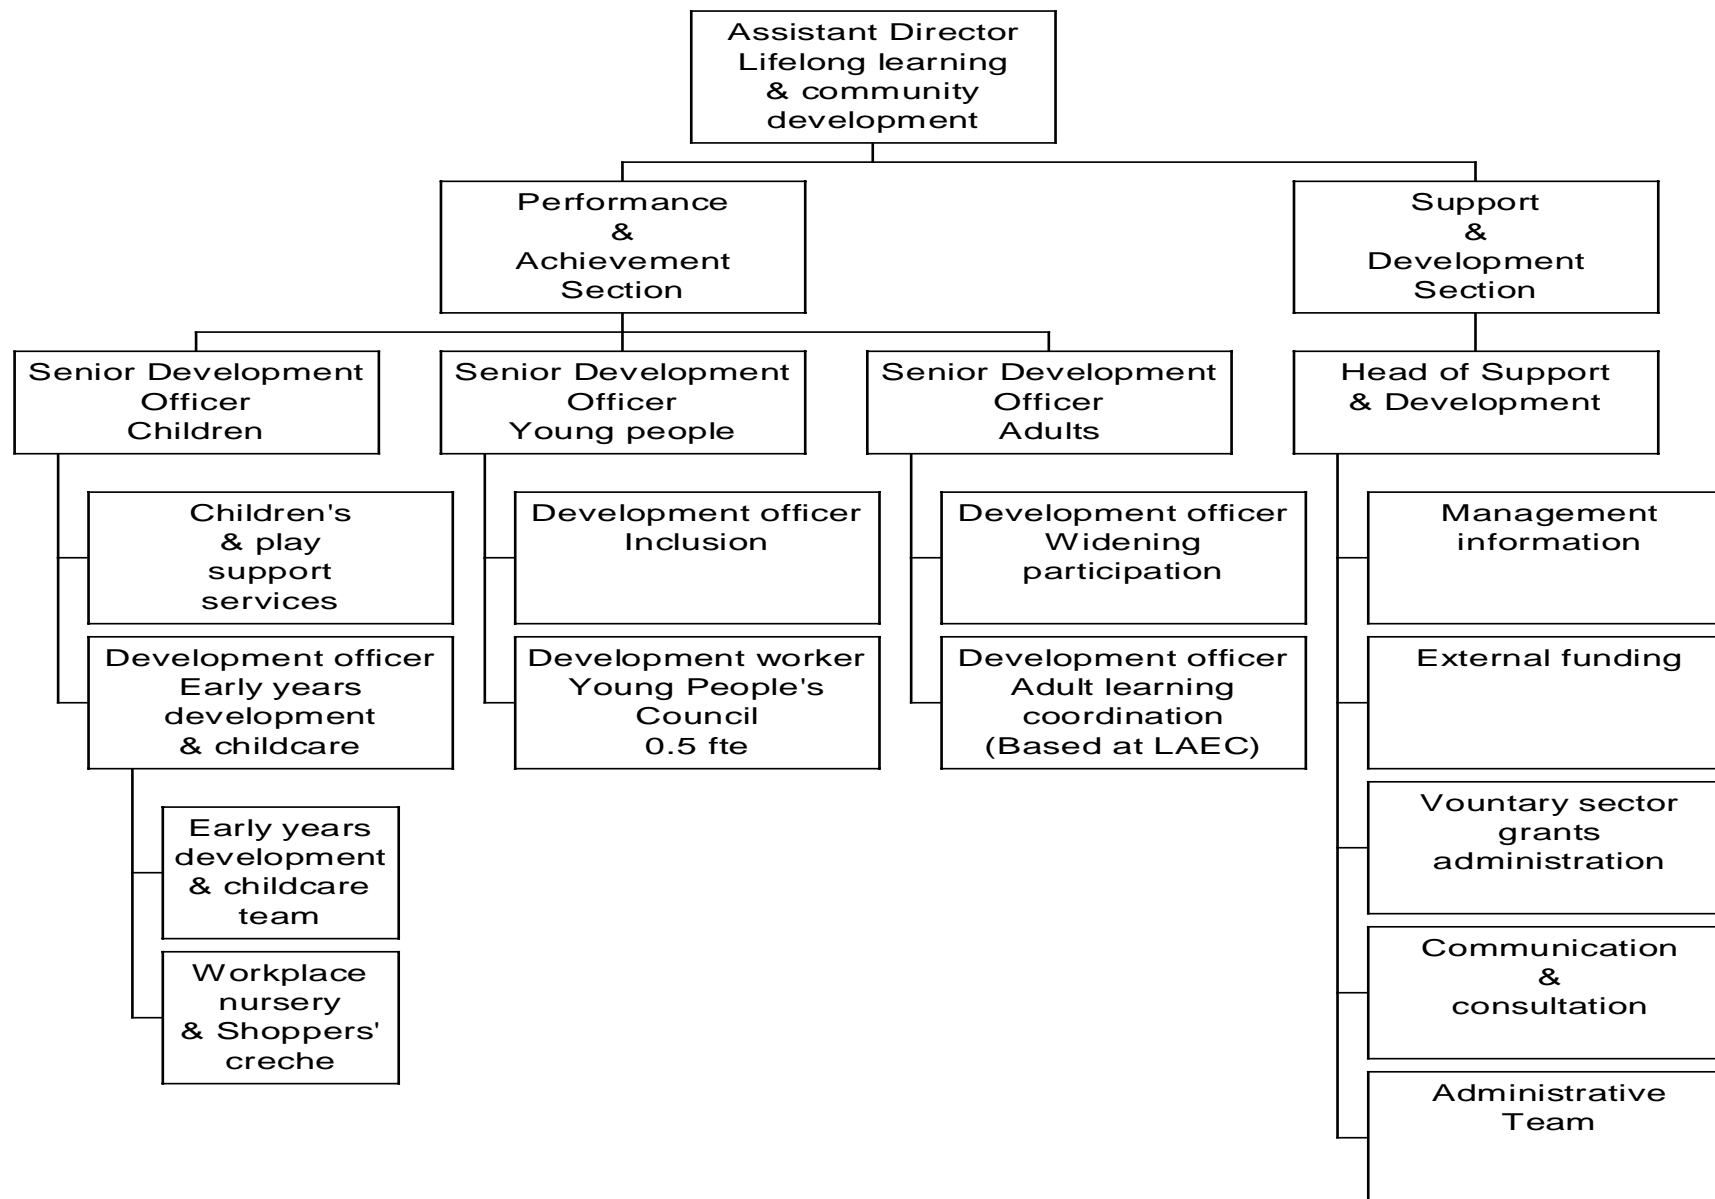 Assistant Director
Lifelong learning
& community
development
Performance
&
Achievement
Section
Support
&
Development
Section
Senior Development
Officer
Children
Senior Development
Officer
Young people
Senior Development
Officer
Adults
Head of Support
& Development
Children's
& play
support
services
Development officer
Inclusion
Development officer
Widening
participation
Management
information
Development officer
Early years
development
& childcare
Development worker
Young People's
Council
0.5 fte
Development officer
Adult learning
coordination
(Based at LAEC)
External funding
Early years
development
& childcare
team
Vountary sector
grants
administration
Workplace
nursery
& Shoppers'
creche
Communication
&
consultation
Administrative
Team